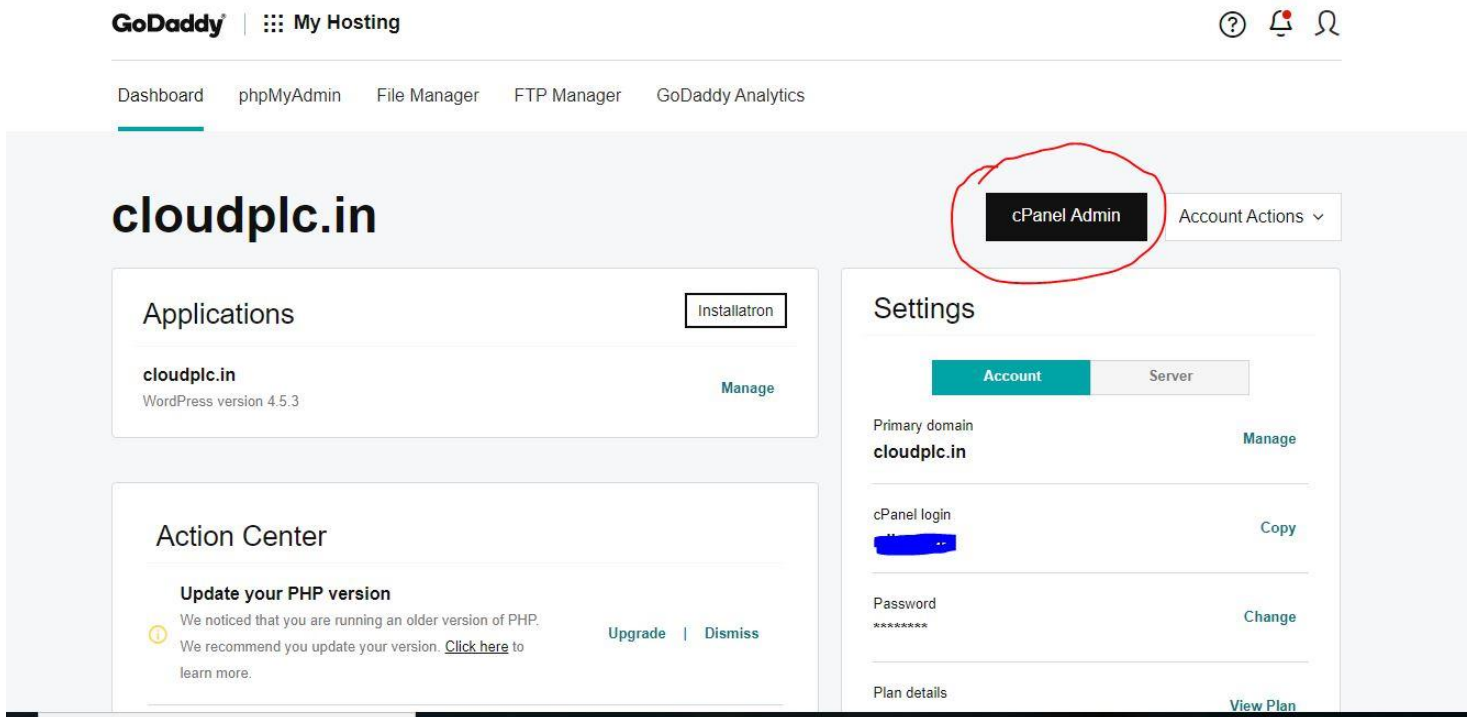 GoDaddy My Hosting
Dashboard phpMyAdmin File Manager FTP Manager GoDaddy Analytics
cloudplc.in
cPanel Admin Account Actions
Applications Installatron
cloudplc.in
WordPress version 4.5.3
Manage
Action Center
Update your PHP version
We noticed that you are running an older version of PHP.
We recommend you update your version. Click here to
learn more.
Upgrade | Dismiss
Settings
Account Server
Primary domain
cloudplc.in
Manage
cPanel login
Copy
Password
********
Change
Plan details
View Plan